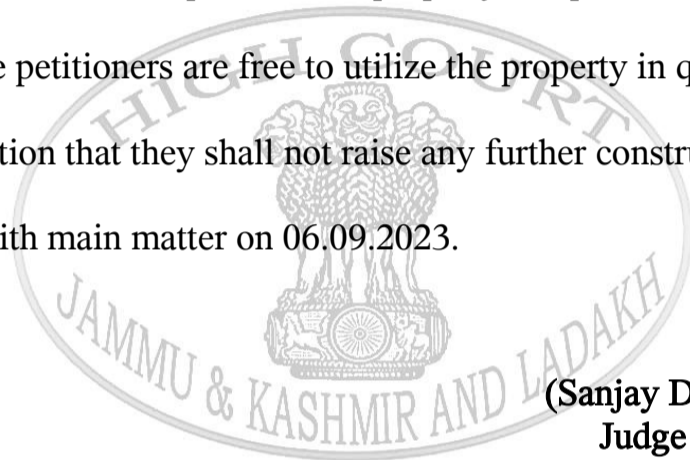 HIGH COURT
e petitioners are free to utilize the property in q
tion that they shall not raise any further constru
ith main matter on 06.09.2023.
JAMMU & KASHMIR AND LADAKH
(Sanjay D
Judge